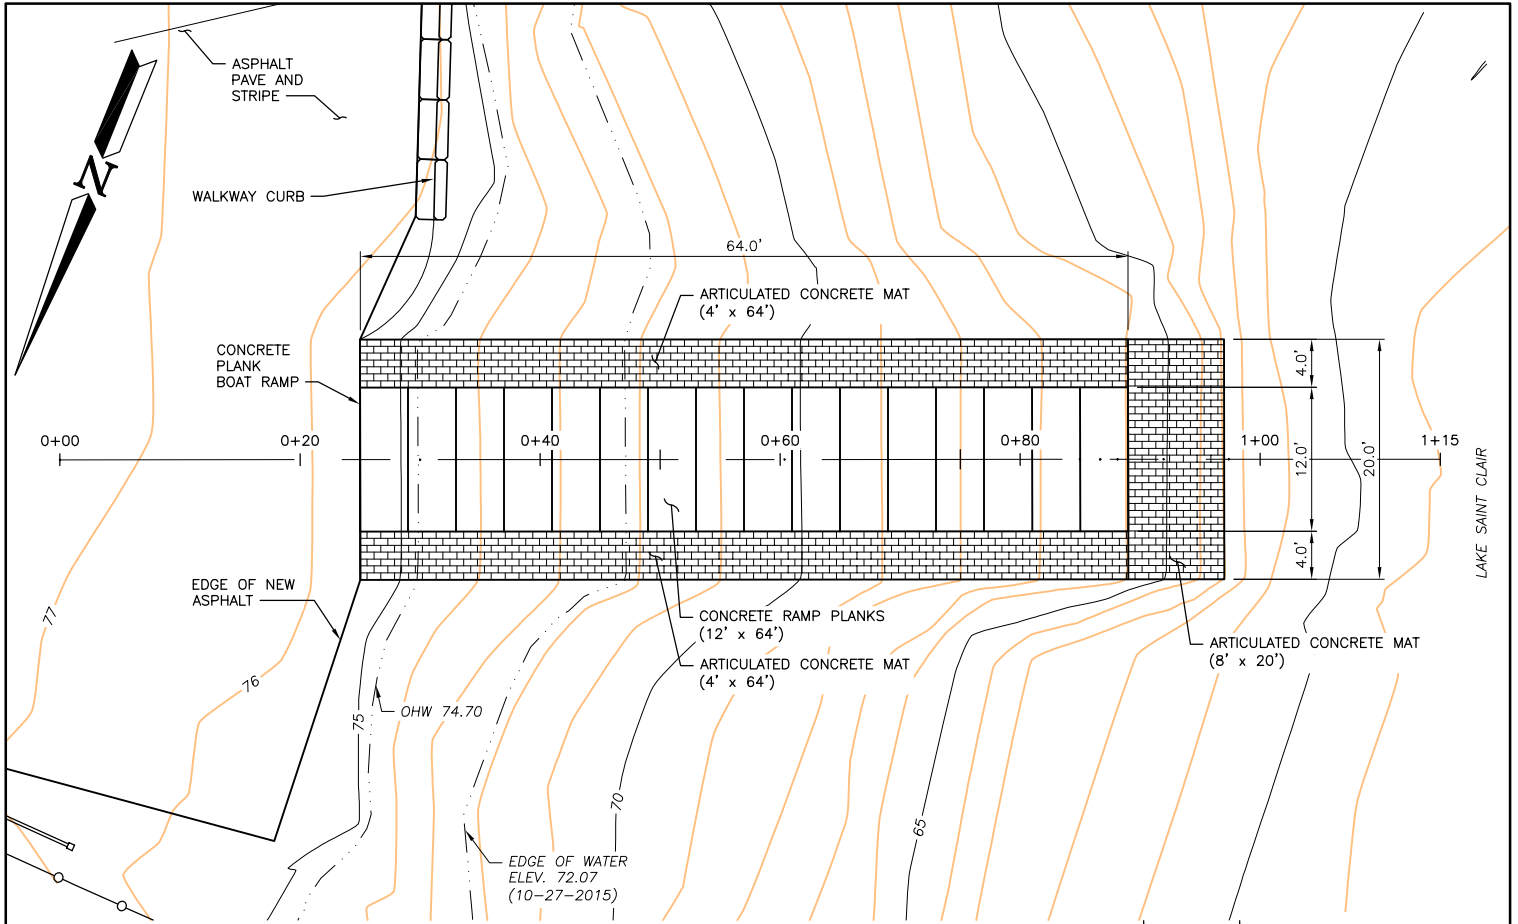 ASPHALT
PAVE AND
STRIPE
N
WALKWAY CURB
64.0'
ARTICULATED CONCRETE MAT
(4' x 64')
CONCRETE
PLANK
BOAT RAMP
4.0'
0+00
0+20
0+40
0+60
0+80
1+00
1+15
12.0'
20.0'
LAKE SAINT CLAIR
4.0'
EDGE OF NEW
ASPHALT
77
CONCRETE RAMP PLANKS
(12' x 64')
ARTICULATED CONCRETE MAT
(4' x 64')
ARTICULATED CONCRETE MAT
(8' x 20')
76
75
OHW 74.70
70
65
EDGE OF WATER
ELEV. 72.07
(10-27-2015)